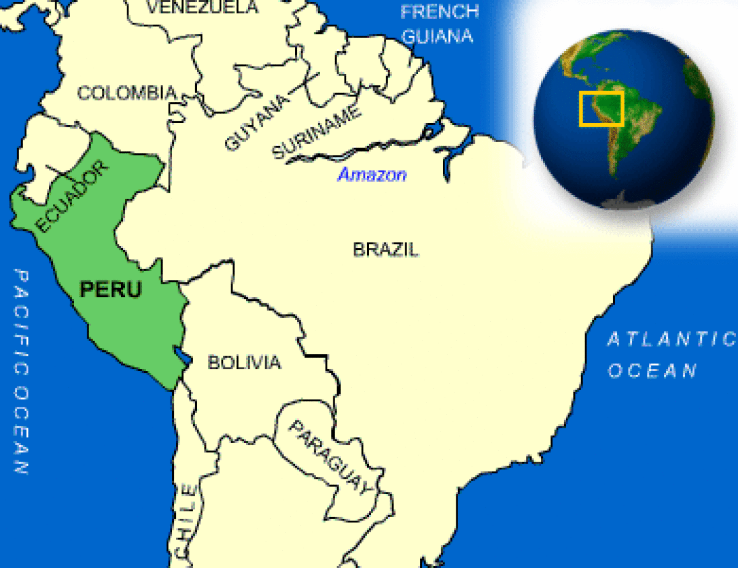 VENEZUELA
FRENCH
GUIANA
COLOMBIA
GUYANA
SURINAME
Amazon
ECUADOR
BRAZIL
PERU
PACIFIC OCEAN
ATLANTIC
OCEAN
BOLIVIA
PARAGUAY
CHILE